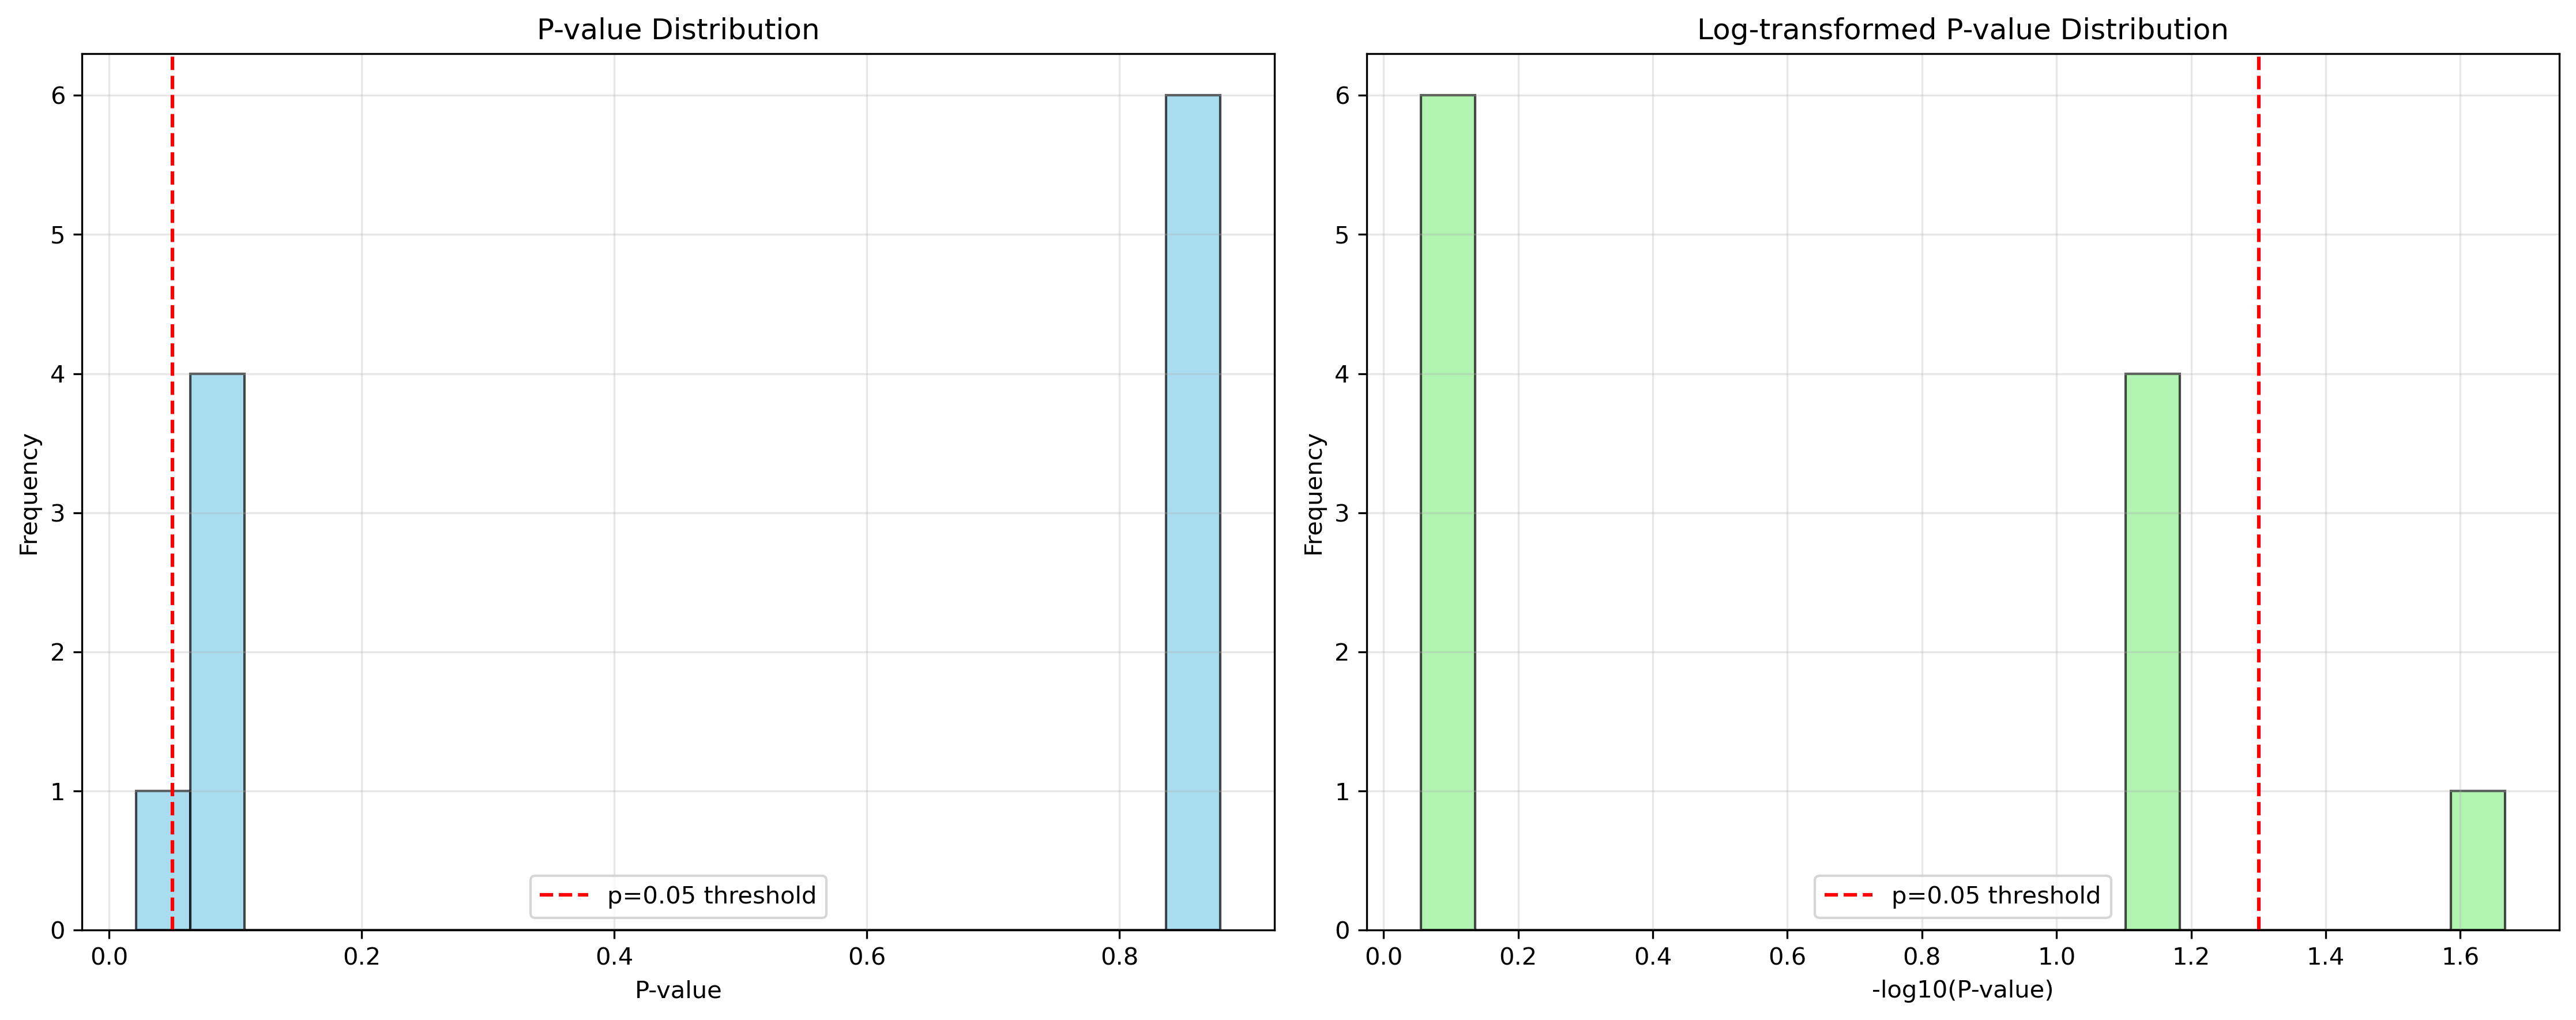 P-value Distribution
6
5
4
3
2
1
0
Frequency
0.0 0.2 0.4 0.6 0.8
P-value
p=0.05 threshold
Log-transformed P-value Distribution
6
5
4
3
2
1
0
Frequency
0.0 0.2 0.4 0.6 0.8 1.0 1.2 1.4 1.6
-log10(P-value)
p=0.05 threshold